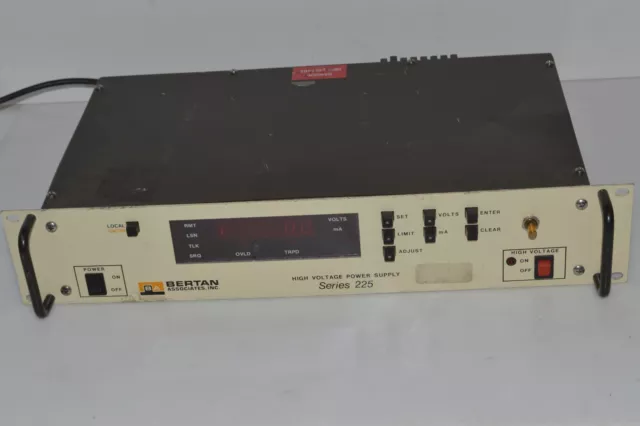 LOCAL
RMT
LSN
TLK
SRQ
OVLD
TRPD
VOLTS
mA
SET
VOLTS
ENTER
LIMIT
mA
CLEAR
ADJUST
POWER
ON
OFF
BERTAN
ASSOCIATES, INC.
HIGH VOLTAGE POWER SUPPLY
Series 225
HIGH VOLTAGE
ON
OFF